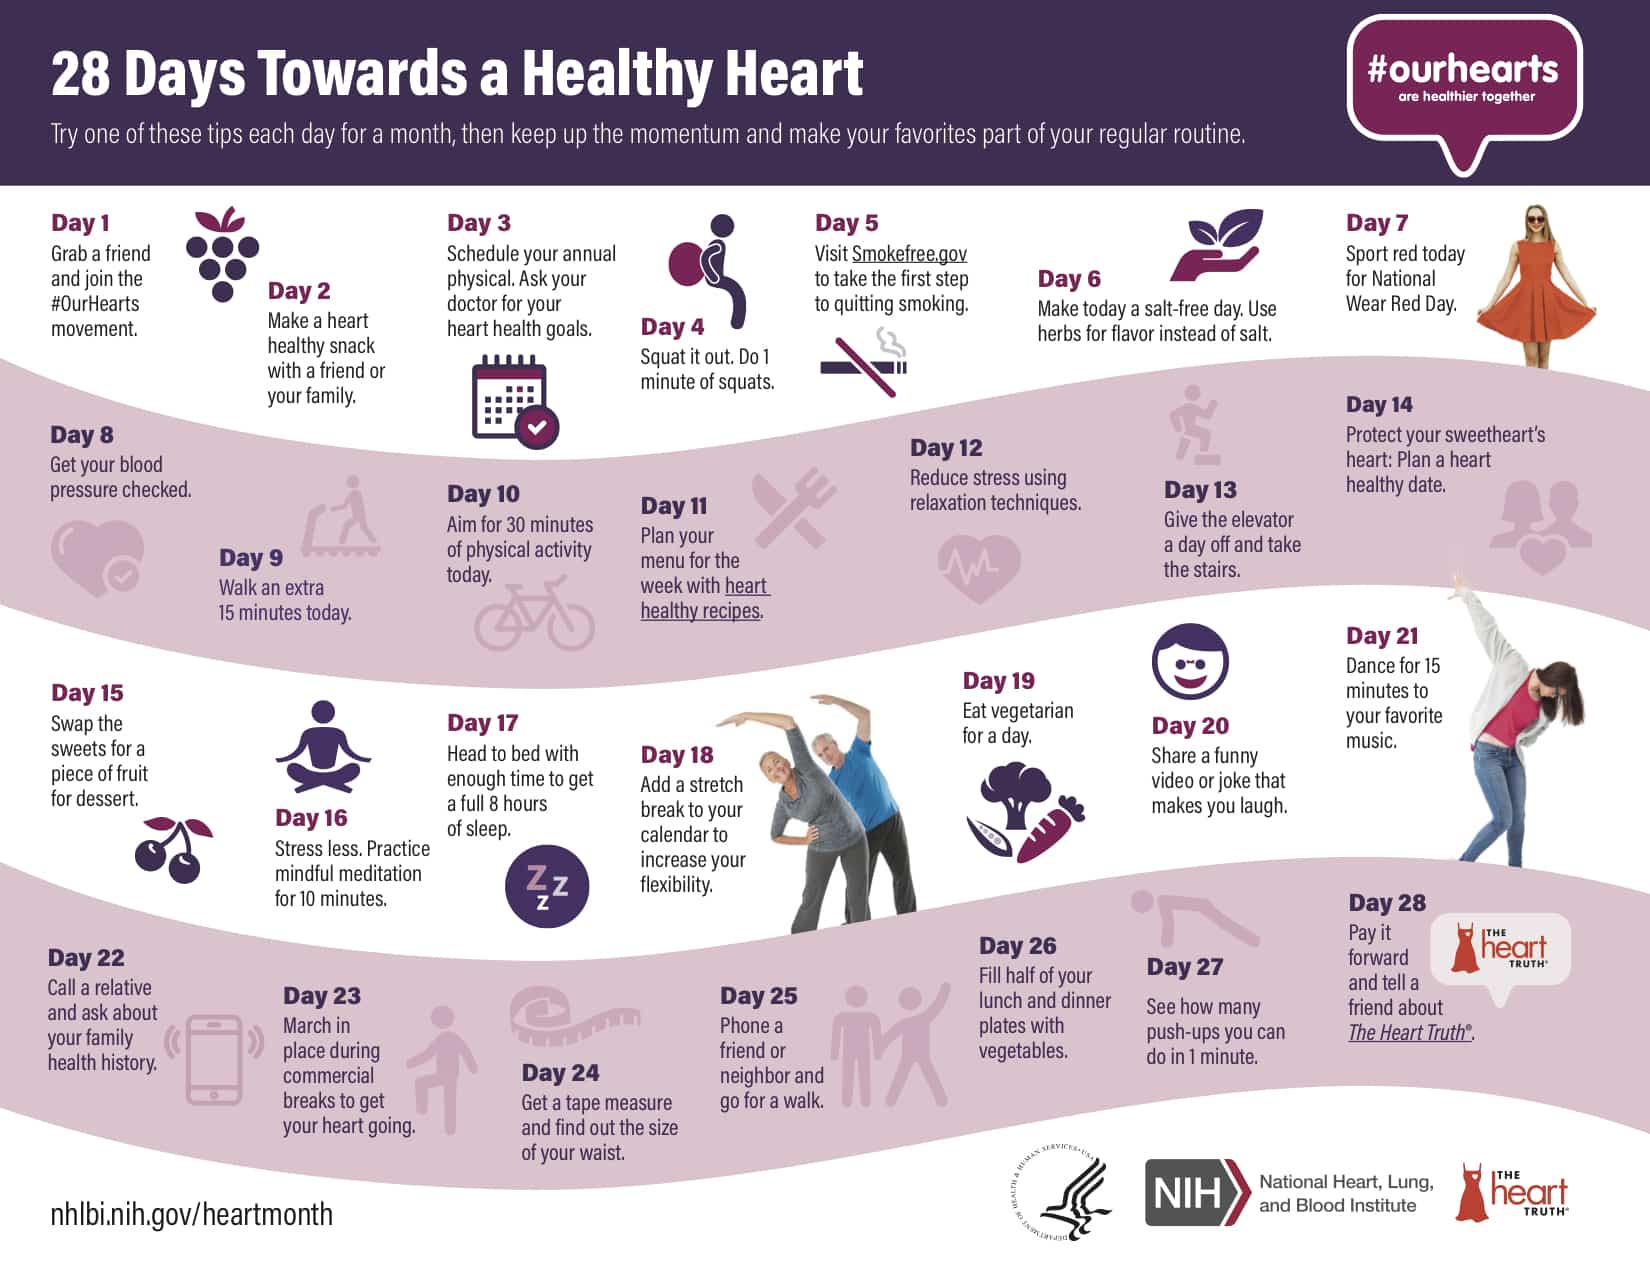 28 Days Towards a Healthy Heart
Try one of these tips each day for a month, then keep up the momentum and make your favorites part of your regular routine.
#ourhearts
are healthier together
Day 1
Grab a friend
and join the
#OurHearts
movement.
Day 2
Make a heart
healthy snack
with a friend or
your family.
Day 3
Schedule your annual
physical. Ask your
doctor for your
heart health goals.
Day 4
Squat it out. Do 1
minute of squats.
Day 5
Visit Smokefree.gov
to take the first step
to quitting smoking.
Day 6
Make today a salt-free day. Use
herbs for flavor instead of salt.
Day 7
Sport red today
for National
Wear Red Day.
Day 8
Get your blood
pressure checked.
Day 9
Walk an extra
15 minutes today.
Day 10
Aim for 30 minutes
of physical activity
today.
Day 11
Plan your
menu for the
week with heart
healthy recipes.
Day 12
Reduce stress using
relaxation techniques.
Day 13
Give the elevator
a day off and take
the stairs.
Day 14
Protect your sweetheart's
heart: Plan a heart
healthy date.
Day 15
Swap the
sweets for a
piece of fruit
for dessert.
Day 16
Stress less. Practice
mindful meditation
for 10 minutes.
Day 17
Head to bed with
enough time to get
a full 8 hours
of sleep.
Z Z
z
Day 18
Add a stretch
break to your
calendar to
increase your
flexibility.
Day 19
Eat vegetarian
for a day.
Day 20
Share a funny
video or joke that
makes you laugh.
Day 21
Dance for 15
minutes to
your favorite
music.
Day 22
Call a relative
and ask about
your family
health history.
Day 23
March in
place during
commercial
breaks to get
your heart going.
Day 24
Get a tape measure
and find out the size
of your waist.
Day 25
Phone a
friend or
neighbor and
go for a walk.
Day 26
Fill half of your
lunch and dinner
plates with
vegetables.
Day 27
See how many
push-ups you can
do in 1 minute.
Day 28
Pay it
forward
and tell a
friend about
The Heart Truth®.
THE
heart
TRUTH®
nhlbi.nih.gov/heartmonth
DEPARTMENT OF HEALTH & HUMAN SERVICES • USA
NIH
National Heart, Lung,
and Blood Institute
THE
heart
TRUTH®